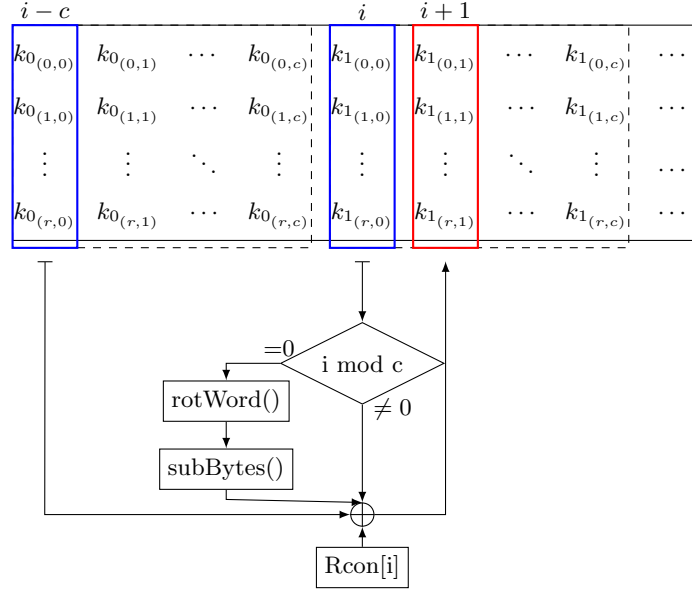 i − c i i + 1
k₀₍₀,₀₎ k₀₍₀,₁₎ ⋯ k₀₍₀,c₎ k₁₍₀,₀₎ k₁₍₀,₁₎ ⋯ k₁₍₀,c₎ ⋯
k₀₍₁,₀₎ k₀₍₁,₁₎ ⋯ k₀₍₁,c₎ k₁₍₁,₀₎ k₁₍₁,₁₎ ⋯ k₁₍₁,c₎ ⋯
⋮ ⋮ ⋱ ⋮ ⋮ ⋮ ⋱ ⋮ ⋯
k₀₍r,₀₎ k₀₍r,₁₎ ⋯ k₀₍r,c₎ k₁₍r,₀₎ k₁₍r,₁₎ ⋯ k₁₍r,c₎ ⋯
=0
i mod c
rotWord()
≠ 0
subBytes()
Rcon[i]